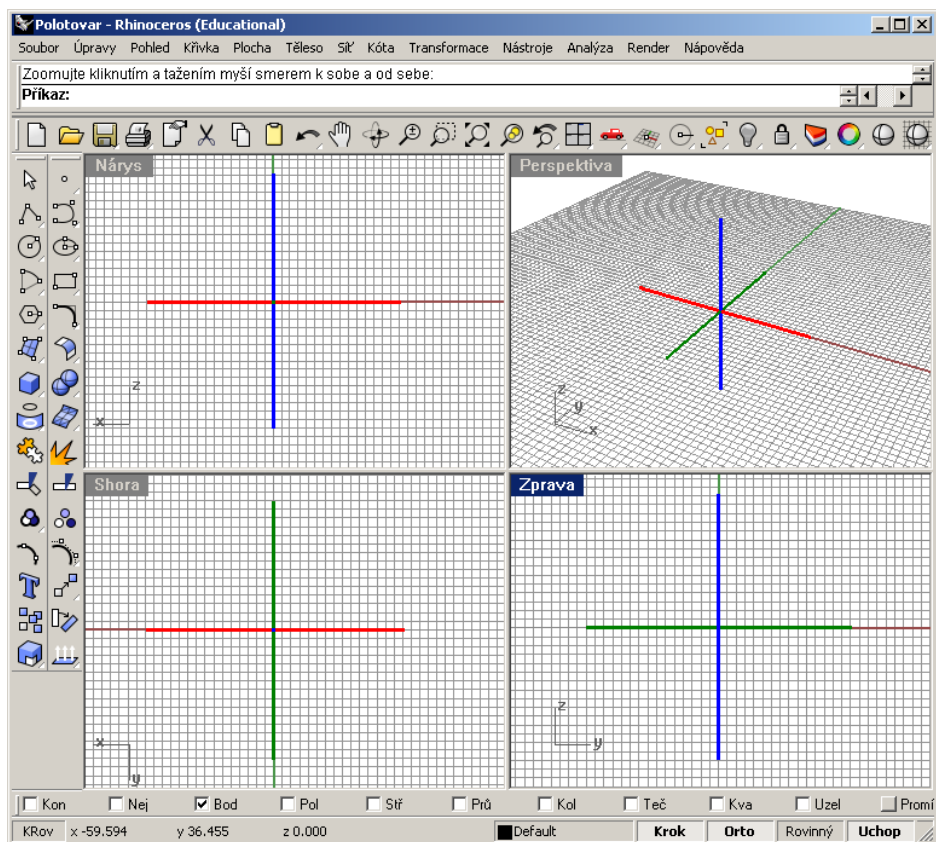 Polotovar - Rhinoceros (Educational)
Soubor Úpravy Pohled Křivka Plocha Těleso Síť Kóta Transformace Nástroje Analýza Render Nápověda
Zoomujte kliknutím a tažením myší smerem k sobe a od sebe:
Příkaz:
Nárys
Perspektiva
z
x
z
y
x
Shora
Zprava
x
y
z
y
Kon Nej Bod Pol Stř Prů Kol Teč Kva Uzel Promí
KRov x -59.594 y 36.455 z 0.000 Default Krok Orto Rovinný Uchop